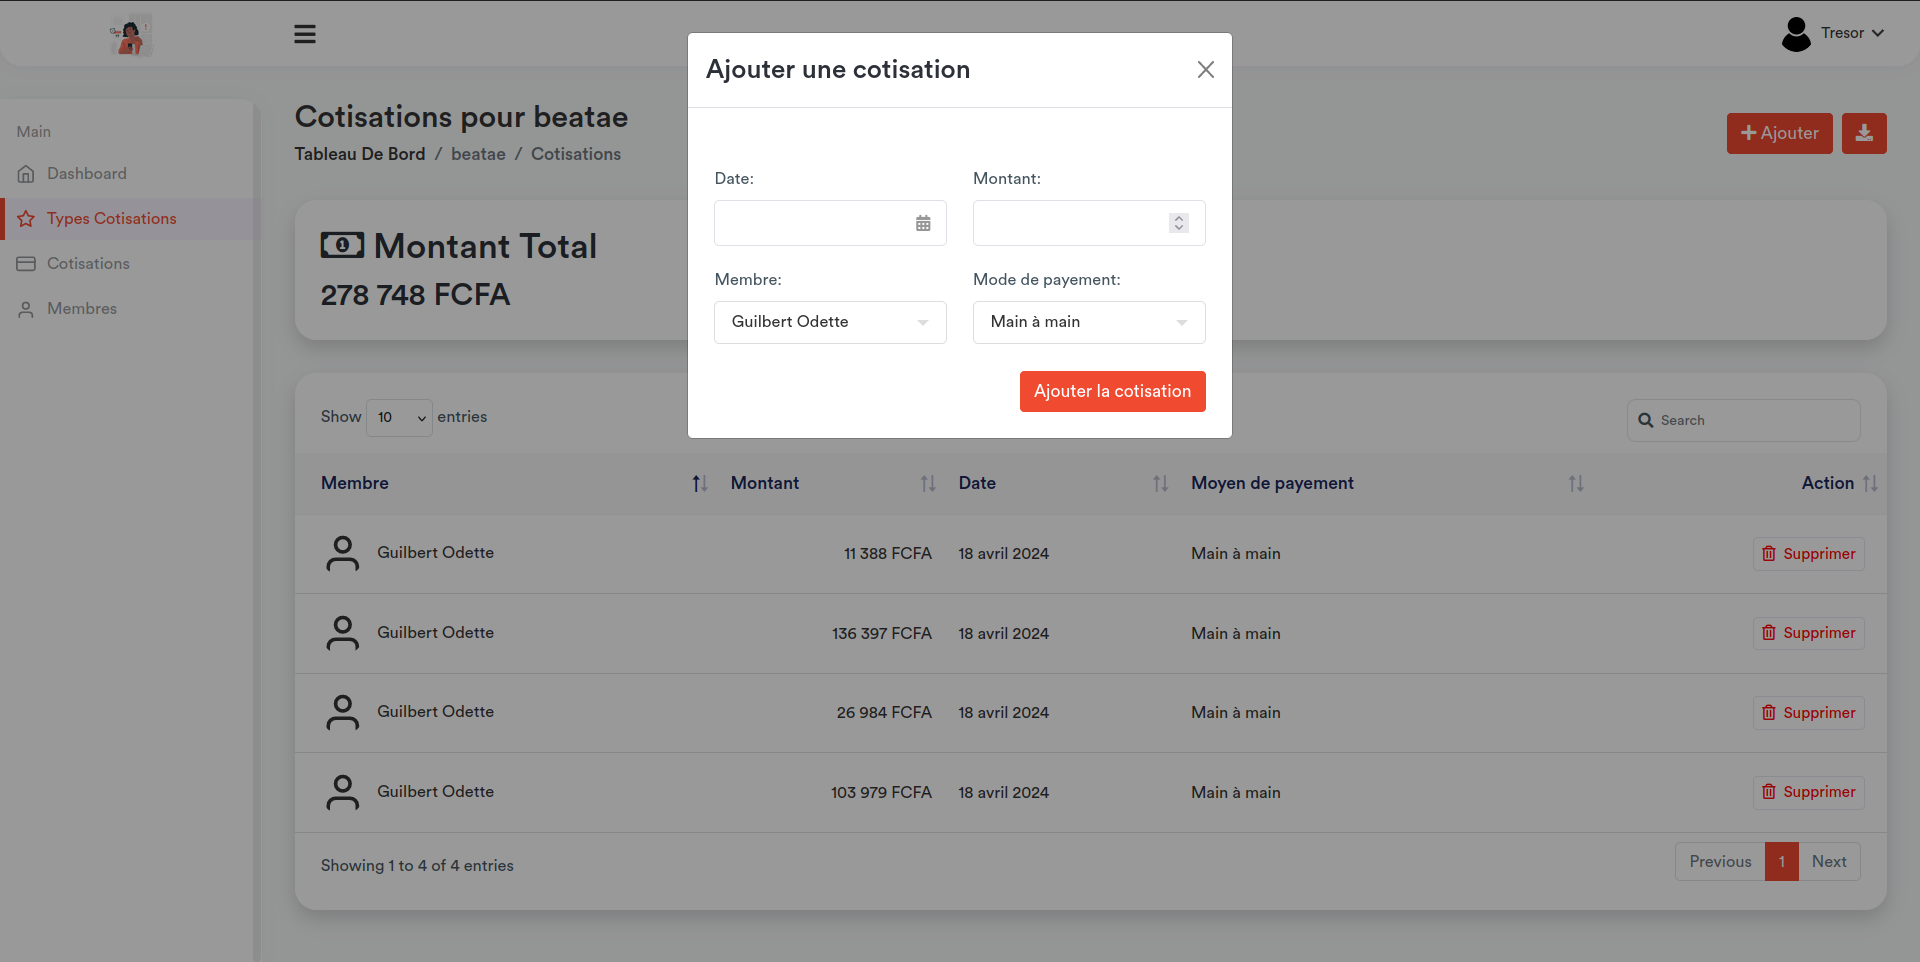 Tresor
Ajouter une cotisation
Main
Dashboard
Types Cotisations
Cotisations
Membres
Cotisations pour beatae
Tableau De Bord / beatae / Cotisations
Ajouter
Date:
Montant:
Membre:
Mode de payement:
Guilbert Odette
Main à main
Ajouter la cotisation
Montant Total
278 748 FCFA
Show 10 entries
Search
Membre Montant Date Moyen de payement Action
Guilbert Odette 11 388 FCFA 18 avril 2024 Main à main Supprimer
Guilbert Odette 136 397 FCFA 18 avril 2024 Main à main Supprimer
Guilbert Odette 26 984 FCFA 18 avril 2024 Main à main Supprimer
Guilbert Odette 103 979 FCFA 18 avril 2024 Main à main Supprimer
Showing 1 to 4 of 4 entries
Previous 1 Next